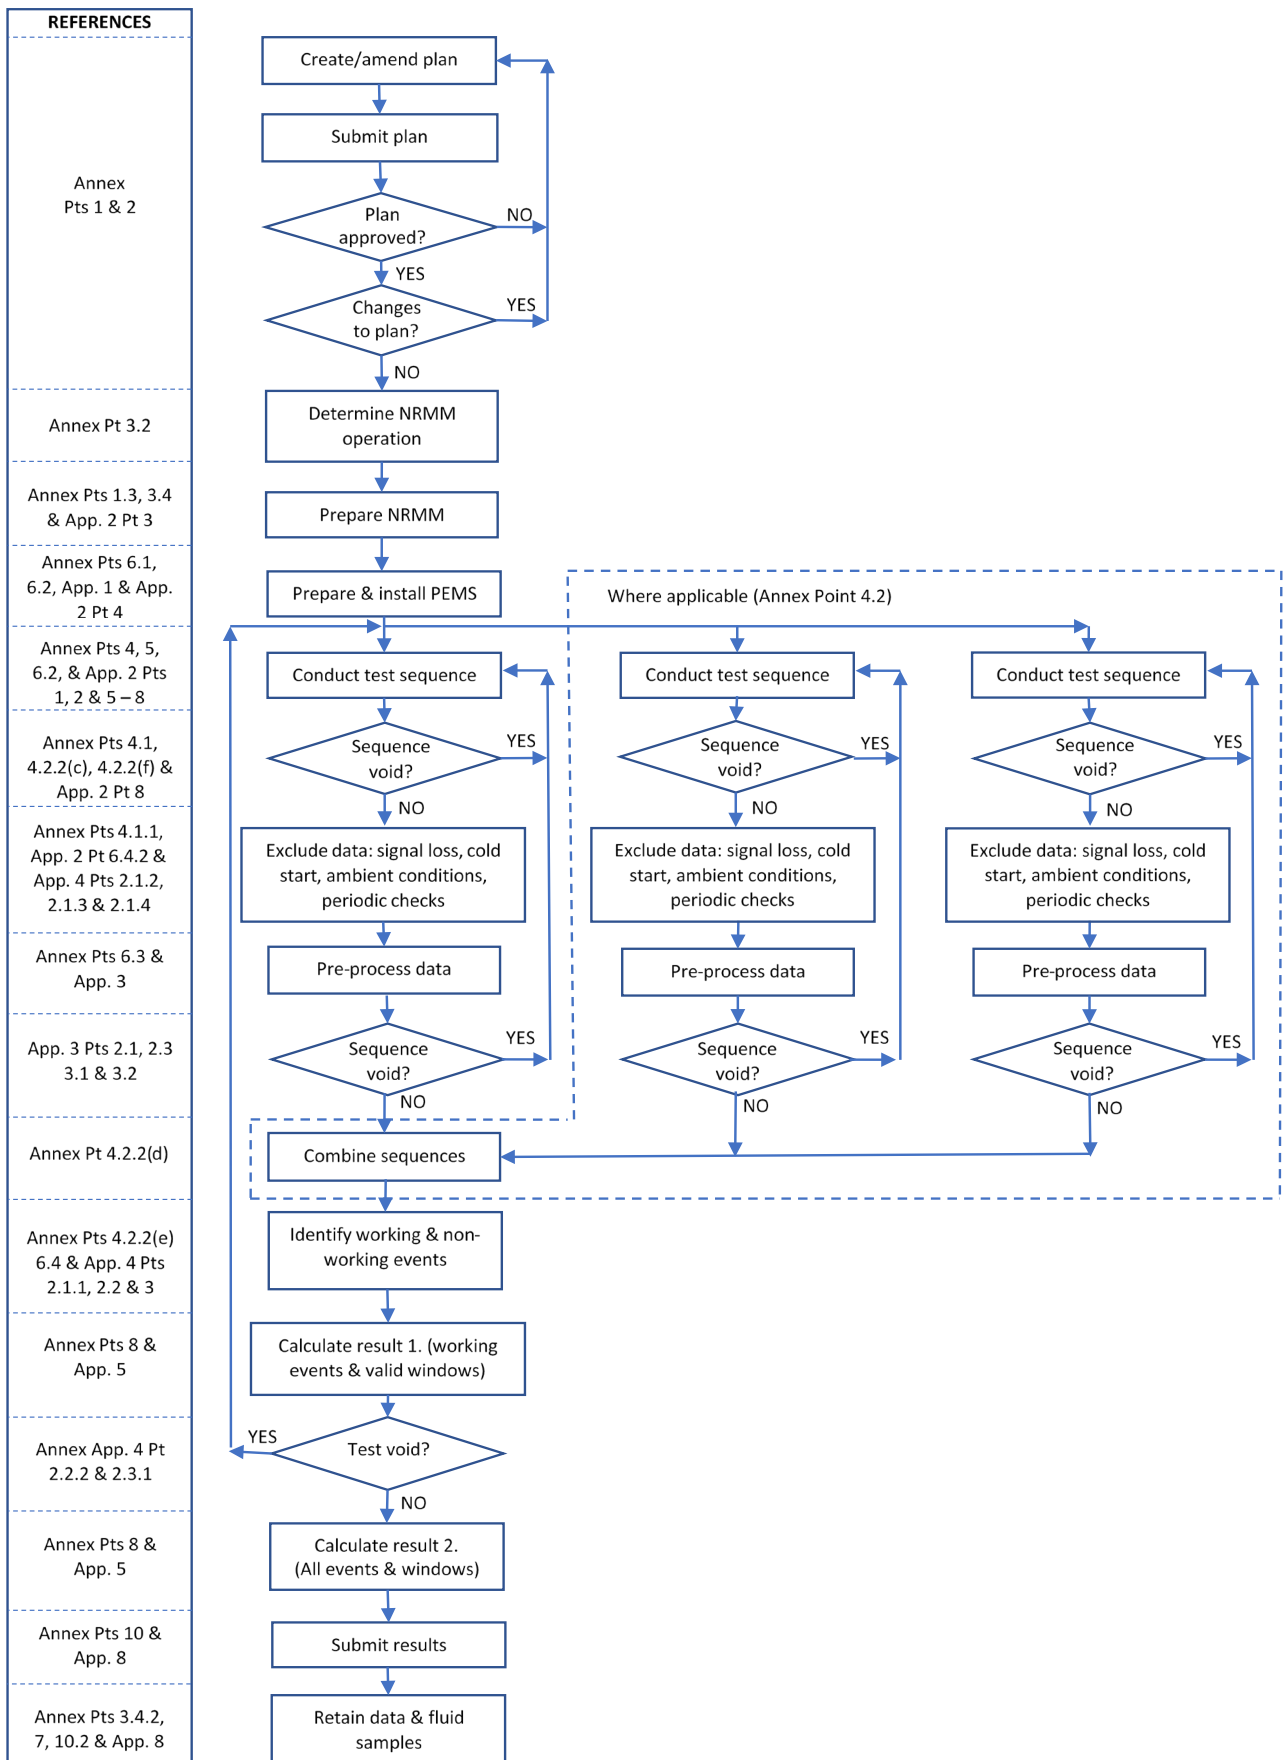 REFERENCES
Create/amend plan
Submit plan
Annex
Pts 1 & 2
Plan
approved?
NO
YES
Changes
to plan?
YES
NO
Annex Pt 3.2
Determine NRMM
operation
Annex Pts 1.3, 3.4
& App. 2 Pt 3
Prepare NRMM
Annex Pts 6.1,
6.2, App. 1 & App.
2 Pt 4
Prepare & install PEMS
Where applicable (Annex Point 4.2)
Annex Pts 4, 5,
6.2, & App. 2 Pts
1, 2 & 5 – 8
Conduct test sequence
Conduct test sequence
Conduct test sequence
Annex Pts 4.1,
4.2.2(c), 4.2.2(f) &
App. 2 Pt 8
Sequence
void?
YES
NO
Sequence
void?
YES
NO
Sequence
void?
YES
NO
Annex Pts 4.1.1,
App. 2 Pt 6.4.2 &
App. 4 Pts 2.1.2,
2.1.3 & 2.1.4
Exclude data: signal loss, cold
start, ambient conditions,
periodic checks
Exclude data: signal loss, cold
start, ambient conditions,
periodic checks
Exclude data: signal loss, cold
start, ambient conditions,
periodic checks
Annex Pts 6.3 &
App. 3
Pre-process data
Pre-process data
Pre-process data
App. 3 Pts 2.1, 2.3
3.1 & 3.2
Sequence
void?
YES
NO
Sequence
void?
YES
NO
Sequence
void?
YES
NO
Annex Pt 4.2.2(d)
Combine sequences
Annex Pts 4.2.2(e)
6.4 & App. 4 Pts
2.1.1, 2.2 & 3
Identify working & non-
working events
Annex Pts 8 &
App. 5
Calculate result 1. (working
events & valid windows)
Annex App. 4 Pt
2.2.2 & 2.3.1
YES
Test void?
NO
Annex Pts 8 &
App. 5
Calculate result 2.
(All events & windows)
Annex Pts 10 &
App. 8
Submit results
Annex Pts 3.4.2,
7, 10.2 & App. 8
Retain data & fluid
samples